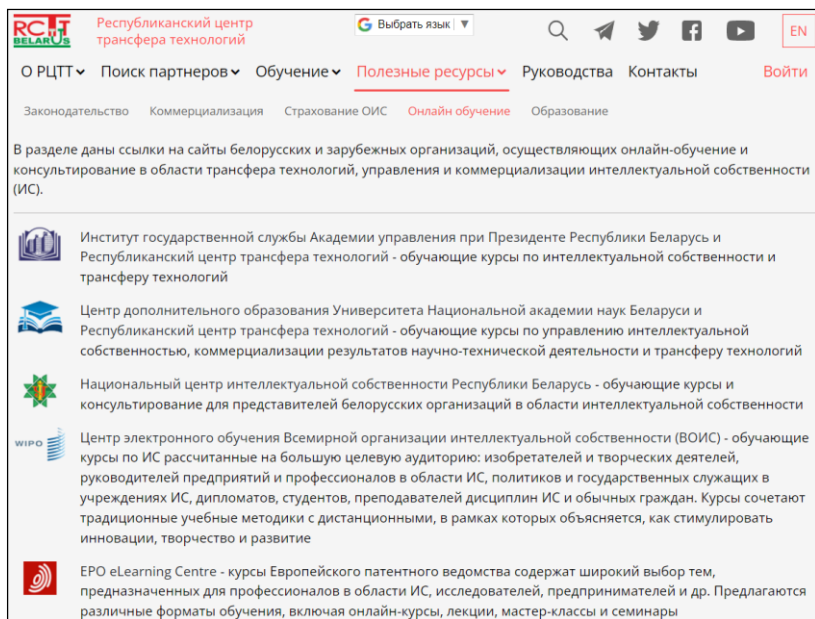 RCTT
BELARUS
Республиканский центр
трансфера технологий
Выбрать язык ▼
EN
О РЦТТ Поиск партнеров Обучение Полезные ресурсы Руководства Контакты Войти
Законодательство Коммерциализация Страхование ОИС Онлайн обучение Образование
В разделе даны ссылки на сайты белорусских и зарубежных организаций, осуществляющих онлайн-обучение и
консультирование в области трансфера технологий, управления и коммерциализации интеллектуальной собственности
(ИС).
Институт государственной службы Академии управления при Президенте Республики Беларусь и
Республиканский центр трансфера технологий - обучающие курсы по интеллектуальной собственности и
трансферу технологий
Центр дополнительного образования Университета Национальной академии наук Беларуси и
Республиканский центр трансфера технологий - обучающие курсы по управлению интеллектуальной
собственностью, коммерциализации результатов научно-технической деятельности и трансферу технологий
Национальный центр интеллектуальной собственности Республики Беларусь - обучающие курсы и
консультирование для представителей белорусских организаций в области интеллектуальной собственности
WIPO
Центр электронного обучения Всемирной организации интеллектуальной собственности (ВОИС) - обучающие
курсы по ИС рассчитанные на большую целевую аудиторию: изобретателей и творческих деятелей,
руководителей предприятий и профессионалов в области ИС, политиков и государственных служащих в
учреждениях ИС, дипломатов, студентов, преподавателей дисциплин ИС и обычных граждан. Курсы сочетают
традиционные учебные методики с дистанционными, в рамках которых объясняется, как стимулировать
инновации, творчество и развитие
EPO eLearning Centre - курсы Европейского патентного ведомства содержат широкий выбор тем,
предназначенных для профессионалов в области ИС, исследователей, предпринимателей и др. Предлагаются
различные форматы обучения, включая онлайн-курсы, лекции, мастер-классы и семинары